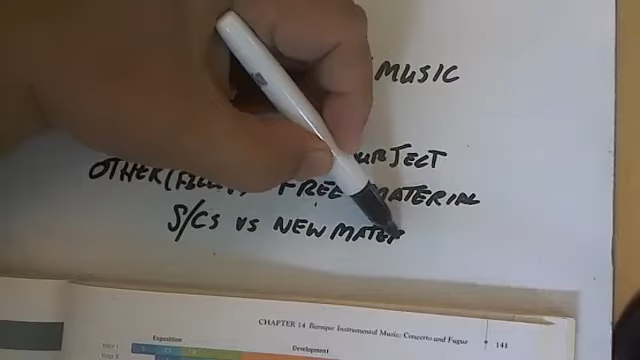 MUSIC
SUBJECT
OTHER FREE MATERIAL
S/CS VS NEW MATER
CHAPTER 14 Baroque Instrumental Music: Concerto and Fugue 141
Exposition
Development